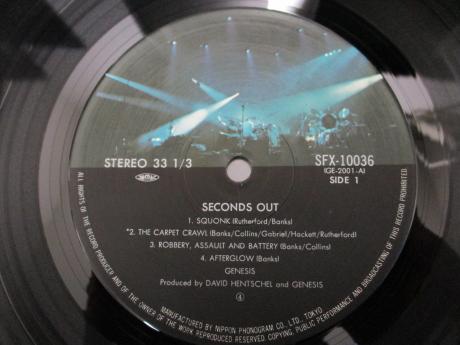 STEREO 33 1/3
SFX-10036
(GE-2001-A)
SIDE 1
SECONDS OUT
1. SQUONK (Rutherford/Banks)
*2. THE CARPET CRAWL (Banks/Collins/Gabriel/Hackett/Rutherford)
3. ROBBERY, ASSAULT AND BATTERY (Banks/Collins)
4. AFTERGLOW (Banks)
GENESIS
Produced by DAVID HENTSCHEL and GENESIS
4
ALL RIGHTS OF THE RECORD PRODUCER AND OF THE OWNER OF THE WORK REPRODUCED RESERVED. COPYING, PUBLIC PERFORMANCE AND BROADCASTING OF THIS RECORD PROHIBITED.
MANUFACTURED BY NIPPON PHONOGRAM CO., LTD., TOKYO